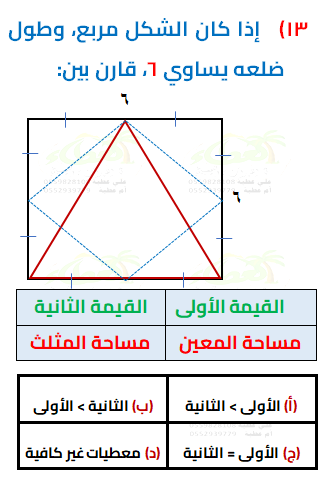 ١٣) إذا كان الشكل مربع، وطول
ضلعه يساوي ٦، قارن بين:
٦
٦
القيمة الأولى
القيمة الثانية
مساحة المعين
مساحة المثلث
(أ) الأولى > الثانية
(ب) الثانية > الأولى
(ج) الأولى = الثانية
(د) معطيات غير كافية